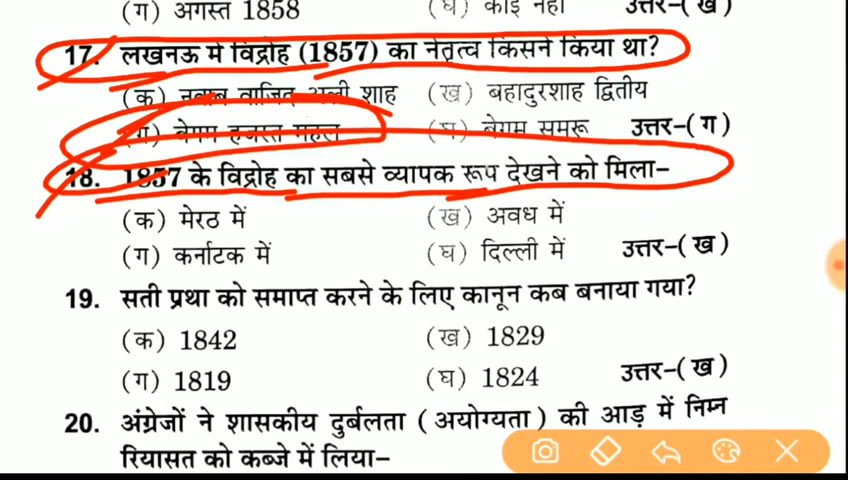 (ग) अगस्त 1858 (घ) कोई नहीं उत्तर-(ख)
17. लखनऊ में विद्रोह (1857) का नेतृत्व किसने किया था?
(क) नवाब वाजिद अली शाह (ख) बहादुरशाह द्वितीय
(ग) बेगम हजरत महल (घ) बेगम समरू उत्तर-(ग)
18. 1857 के विद्रोह का सबसे व्यापक रूप देखने को मिला-
(क) मेरठ में (ख) अवध में
(ग) कर्नाटक में (घ) दिल्ली में उत्तर-(ख)
19. सती प्रथा को समाप्त करने के लिए कानून कब बनाया गया?
(क) 1842 (ख) 1829
(ग) 1819 (घ) 1824 उत्तर-(ख)
20. अंग्रेजों ने शासकीय दुर्बलता (अयोग्यता) की आड़ में निम्न
रियासत को कब्जे में लिया-